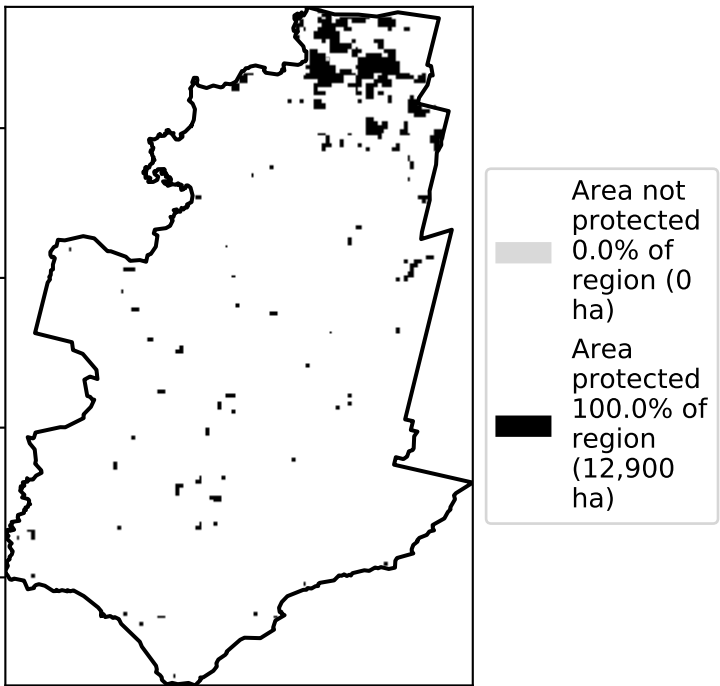 Area not
protected
0.0% of
region (0
ha)
Area
protected
100.0% of
region
(12,900
ha)